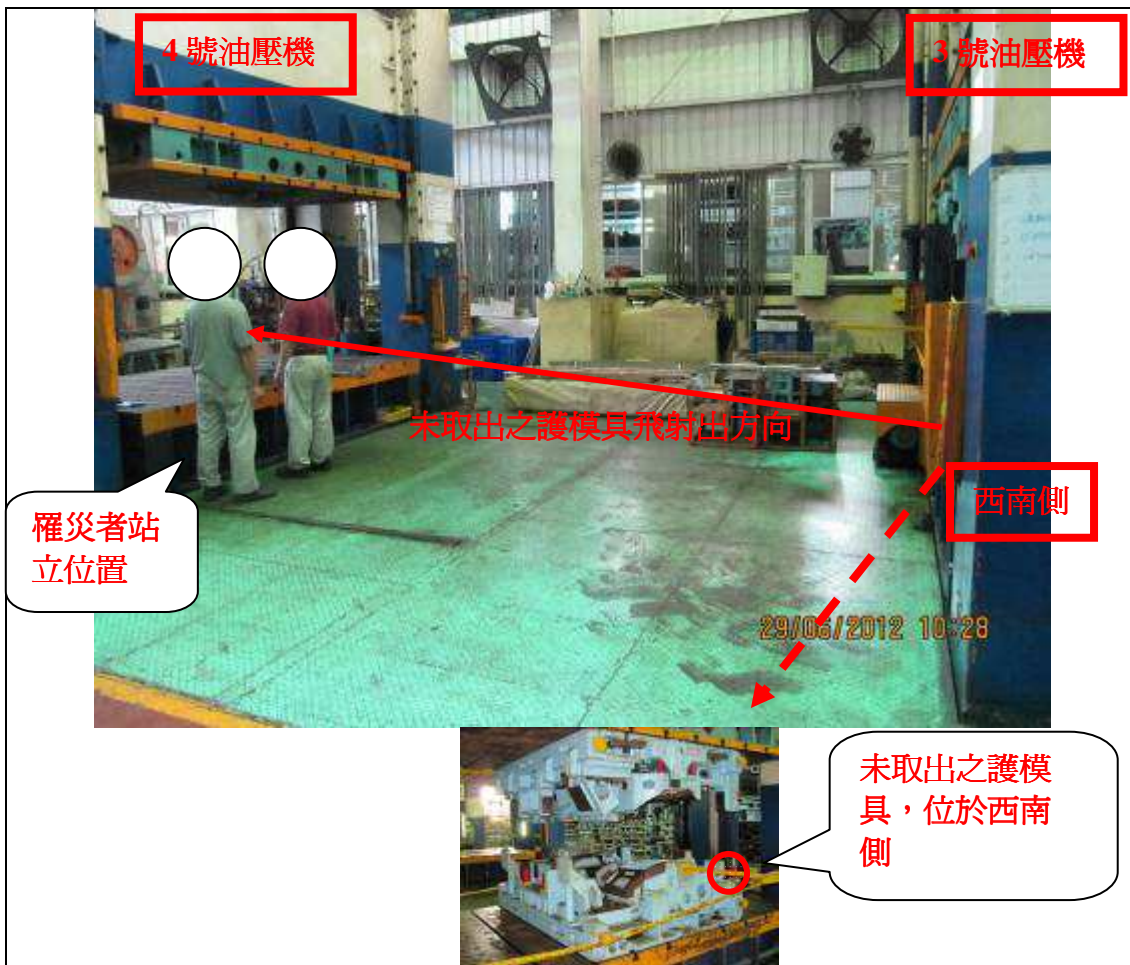 4 號油壓機
3 號油壓機
未取出之護模具飛射出方向
西南側
罹災者站
立位置
29/06/2012 10:28
未取出之護模
具，位於西南
側